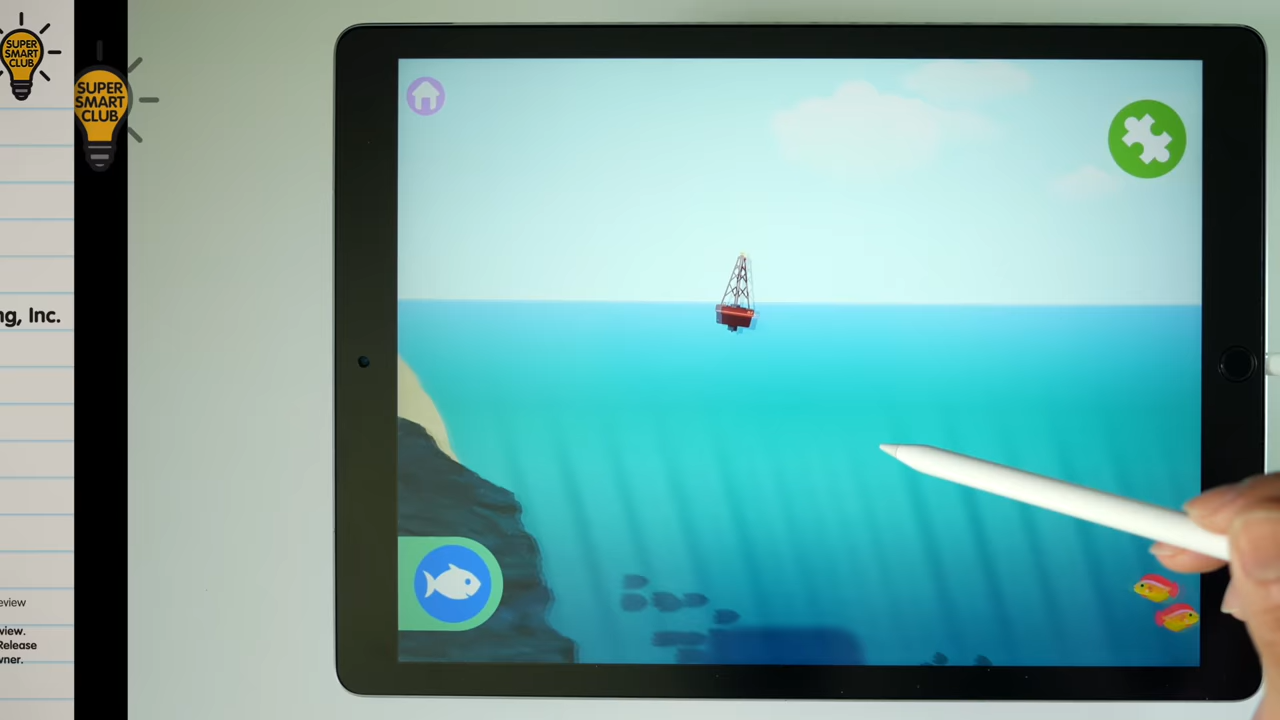 SUPER
SMART
CLUB
SUPER
SMART
CLUB
ng, Inc.
eview
view.
Release
wner.